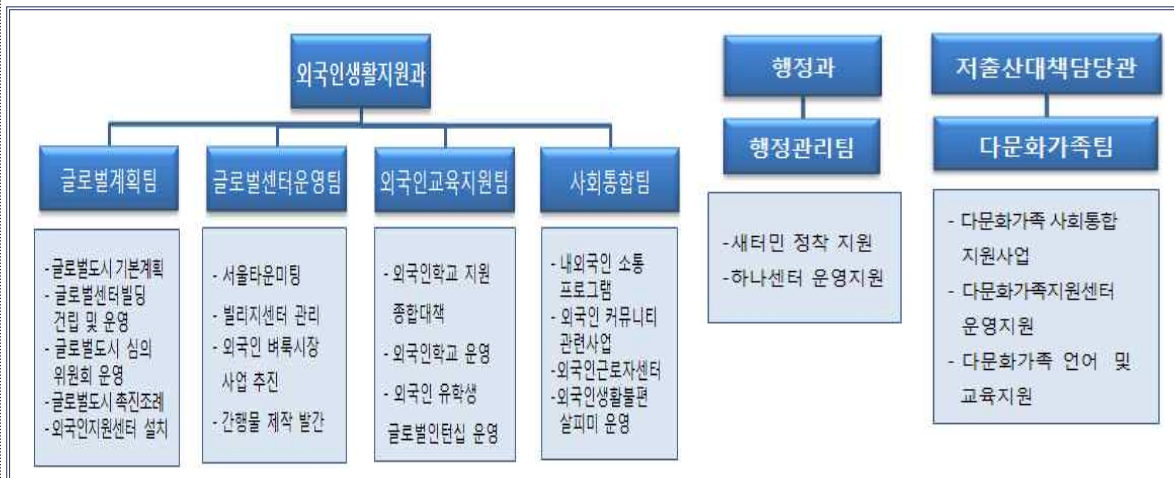 외국인생활지원과
글로벌계획팀
-글로벌도시 기본계획
- 글로벌센터빌딩
건립 및 운영
- 글로벌도시 심의
위원회 운영
-글로벌도시 촉진조례
-외국인지원센터 설치
글로벌센터운영팀
- 서울타운미팅
- 빌리지센터 관리
- 외국인 벼룩시장
사업 추진
- 간행물 제작 발간
외국인교육지원팀
- 외국인학교 지원
종합대책
- 외국인학교 운영
- 외국인 유학생
글로벌인턴십 운영
사회통합팀
- 내외국인 소통
프로그램
- 외국인 커뮤니티
관련사업
-외국인근로자센터
-외국인생활불편
살피미 운영
행정과
행정관리팀
-새터민 정착 지원
-하나센터 운영지원
저출산대책담당관
다문화가족팀
- 다문화가족 사회통합
지원사업
- 다문화가족지원센터
운영지원
- 다문화가족 언어 및
교육지원